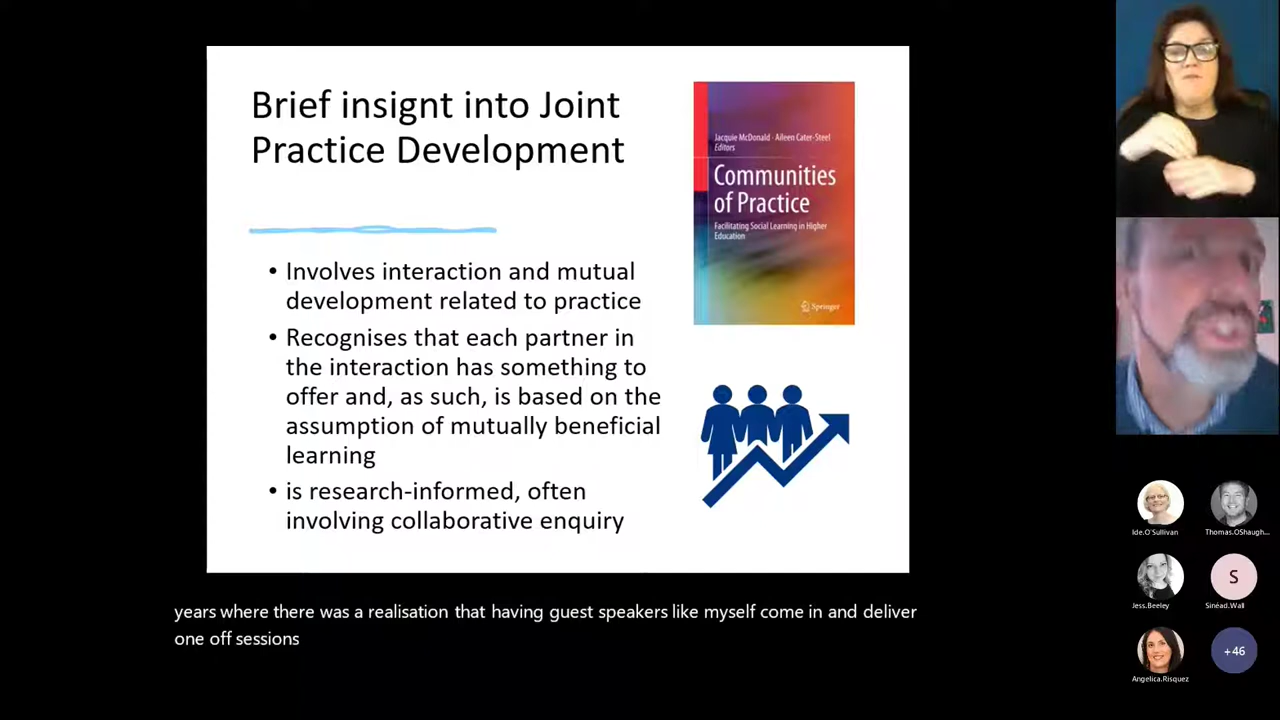 Brief insignt into Joint
Practice Development
• Involves interaction and mutual
development related to practice
• Recognises that each partner in
the interaction has something to
offer and, as such, is based on the
assumption of mutually beneficial
learning
• is research-informed, often
involving collaborative enquiry
Jacquie McDonald · Aileen Cater-Steel
Editors
Communities
of Practice
Facilitating Social Learning in Higher
Education
Springer
years where there was a realisation that having guest speakers like myself come in and deliver
one off sessions
Ide.O'Sullivan
Thomas.OShaugh...
Jess.Beeley
S
Sinéad.Wall
Angelica.Risquez
+46